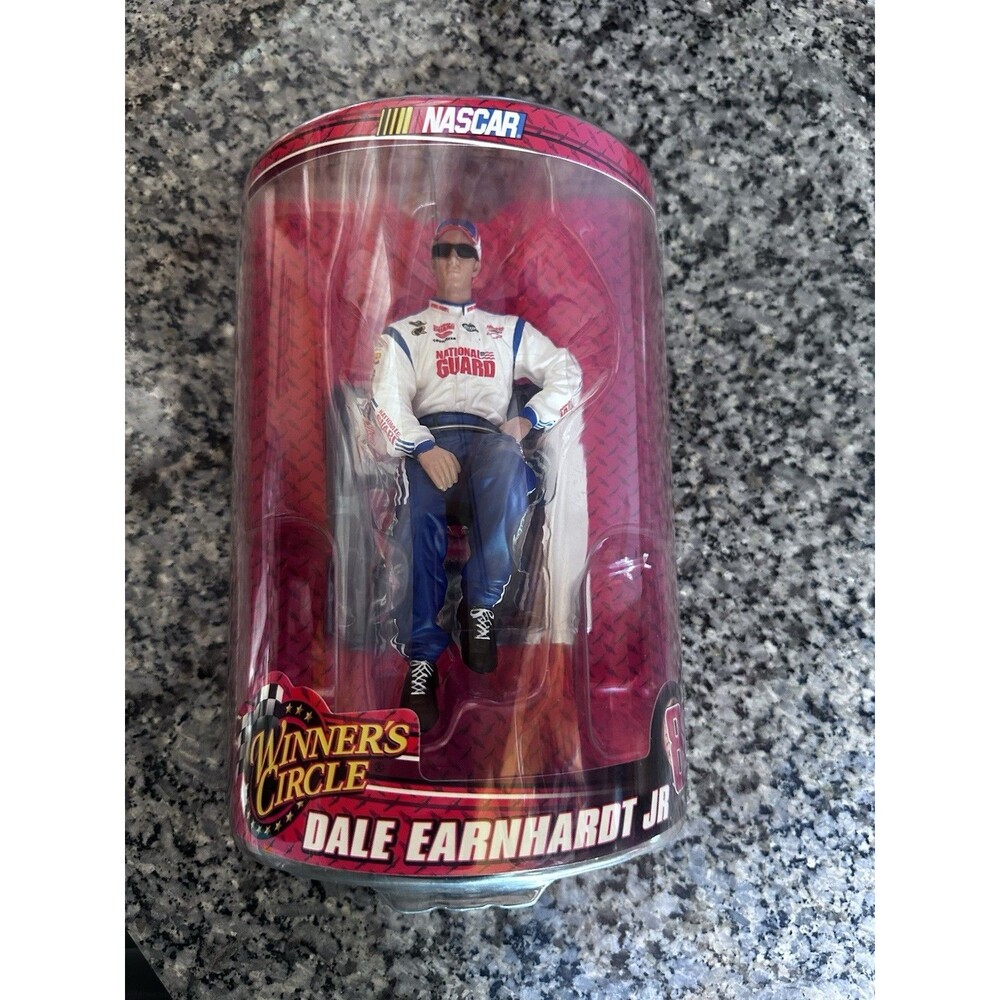 NASCAR
NATIONAL
GUARD
WINNER'S
CIRCLE
DALE EARNHARDT JR